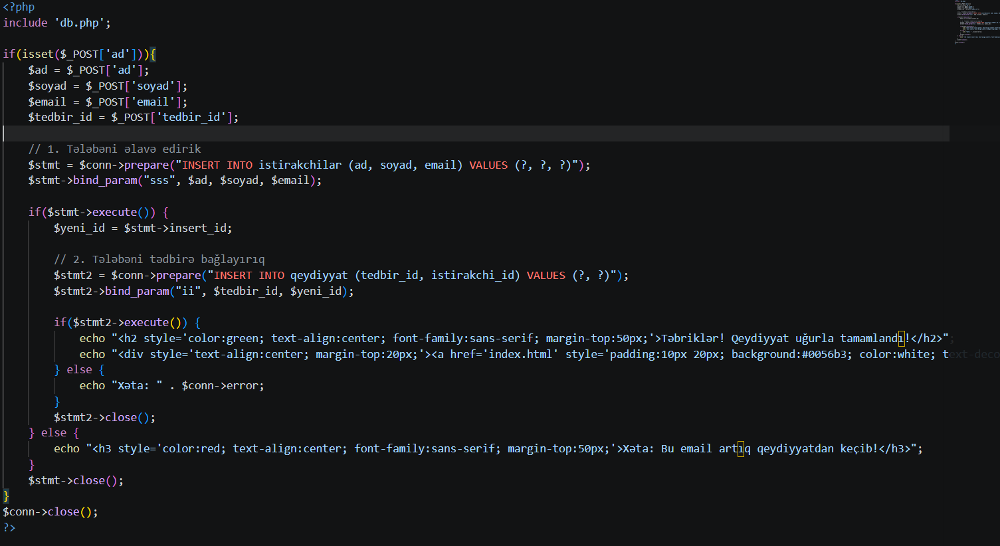 <?php
include 'db.php';
if(isset($_POST['ad'])){
    $ad = $_POST['ad'];
    $soyad = $_POST['soyad'];
    $email = $_POST['email'];
    $tedbir_id = $_POST['tedbir_id'];
    // 1. Tələbəni əlavə edirik
    $stmt = $conn->prepare("INSERT INTO istirakchilar (ad, soyad, email) VALUES (?, ?, ?)");
    $stmt->bind_param("sss", $ad, $soyad, $email);
    if($stmt->execute()) {
        $yeni_id = $stmt->insert_id;
        // 2. Tələbəni tədbirə bağlayırıq
        $stmt2 = $conn->prepare("INSERT INTO qeydiyyat (tedbir_id, istirakchi_id) VALUES (?, ?)");
        $stmt2->bind_param("ii", $tedbir_id, $yeni_id);
        if($stmt2->execute()) {
            echo "<h2 style='color:green; text-align:center; font-family:sans-serif; margin-top:50px;'>Təbriklər! Qeydiyyat uğurla tamamlandı!</h2>";
            echo "<div style='text-align:center; margin-top:20px;'><a href='index.html' style='padding:10px 20px; background:#0056b3; color:white; text-deco
        } else {
            echo "Xəta: " . $conn->error;
        }
        $stmt2->close();
    } else {
        echo "<h3 style='color:red; text-align:center; font-family:sans-serif; margin-top:50px;'>Xəta: Bu email artıq qeydiyyatdan keçib!</h3>";
    }
    $stmt->close();
}
$conn->close();
?>